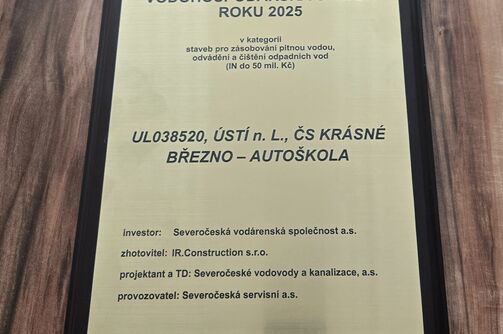 ROKU 2025
v kategorii
staveb pro zásobování pitnou vodou,
odvádění a čištění odpadních vod
(IN do 50 mil. Kč)
UL038520, ÚSTÍ n. L., ČS KRÁSNÉ
BŘEZNO – AUTOŠKOLA
investor: Severočeská vodárenská společnost a.s.
zhotovitel: IR.Construction s.r.o.
projektant a TD: Severočeské vodovody a kanalizace, a.s.
provozovatel: Severočeská servisní a.s.